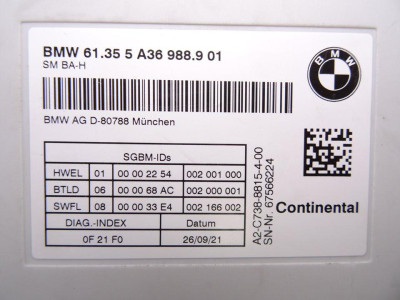 BMW 61.35 5 A36 988.9 01
SM BA-H
BMW
BMW AG D-80788 München
SGBM-IDs
HWEL 01 00 00 22 54 002 001 000
BTLD 06 00 00 68 AC 002 000 001
SWFL 08 00 00 33 E4 002 166 002
DIAG.-INDEX Datum
0F 21 F0 26/09/21
A2-C738-8815-4-00
SN-Nr. 67566224
Continental